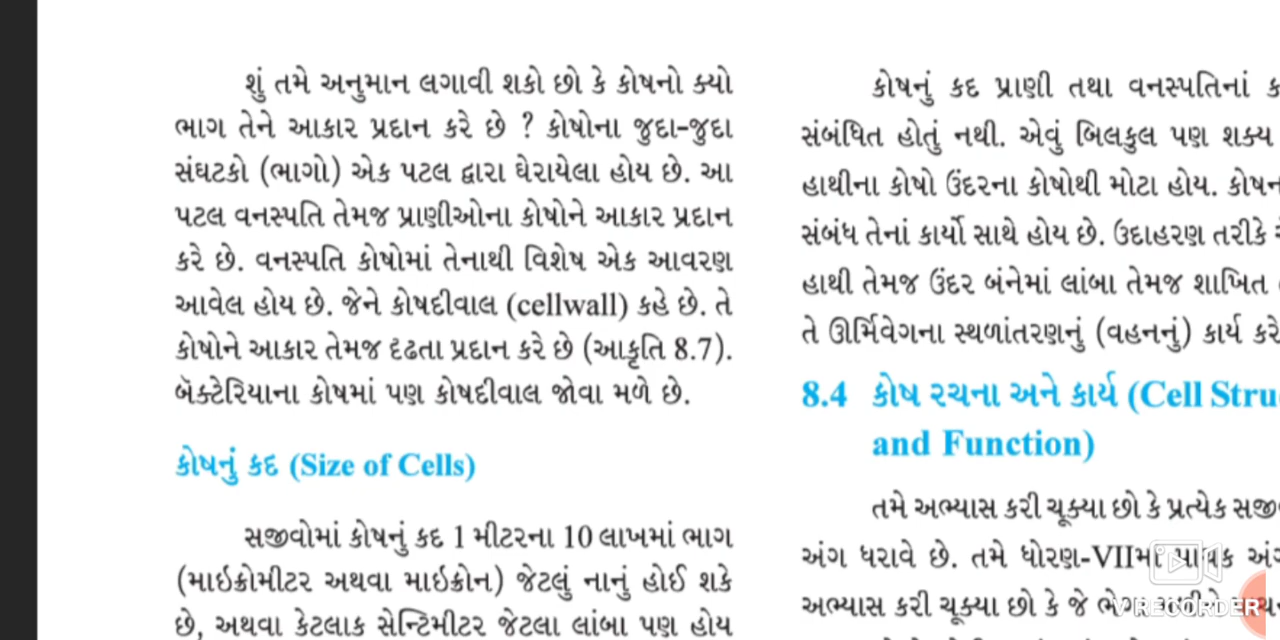 શું તમે અનુમાન લગાવી શકો છો કે કોષનો ક્યો
ભાગ તેને આકાર પ્રદાન કરે છે ? કોષોના જુદા-જુદા
સંઘટકો (ભાગો) એક પટલ દ્વારા ઘેરાયેલા હોય છે. આ
પટલ વનસ્પતિ તેમજ પ્રાણીઓના કોષોને આકાર પ્રદાન
કરે છે. વનસ્પતિ કોષોમાં તેનાથી વિશેષ એક આવરણ
આવેલ હોય છે. જેને કોષદીવાલ (cellwall) કહે છે. તે
કોષોને આકાર તેમજ દૃઢતા પ્રદાન કરે છે (આકૃતિ 8.7).
બૅક્ટેરિયાના કોષમાં પણ કોષદીવાલ જોવા મળે છે.
કોષનું કદ (Size of Cells)
સજીવોમાં કોષનું કદ 1 મીટરના 10 લાખમાં ભાગ
(માઇક્રોમીટર અથવા માઇક્રોન) જેટલું નાનું હોઈ શકે
છે, અથવા કેટલાક સેન્ટિમીટર જેટલા લાંબા પણ હોય
કોષનું કદ પ્રાણી તથા વનસ્પતિનાં
સંબંધિત હોતું નથી. એવું બિલકુલ પણ શક્ય
હાથીના કોષો ઉંદરના કોષોથી મોટા હોય.
સંબંધ તેનાં કાર્યો સાથે હોય છે. ઉદાહરણ તરીકે
હાથી તેમજ ઉંદર બંનેમાં લાંબા તેમજ શાખિત
તે ઊર્મિવેગના સ્થળાંતરણનું (વહનનું) કાર્ય કરે
8.4 કોષ રચના અને કાર્ય (Cell Stru
and Function)
તમે અભ્યાસ કરી ચૂક્યા છો કે પ્રત્યેક
અંગ ધરાવે છે. તમે ધોરણ-VIIમાં પાચક
અભ્યાસ કરી ચૂક્યા છો કે જે
V RECORDER